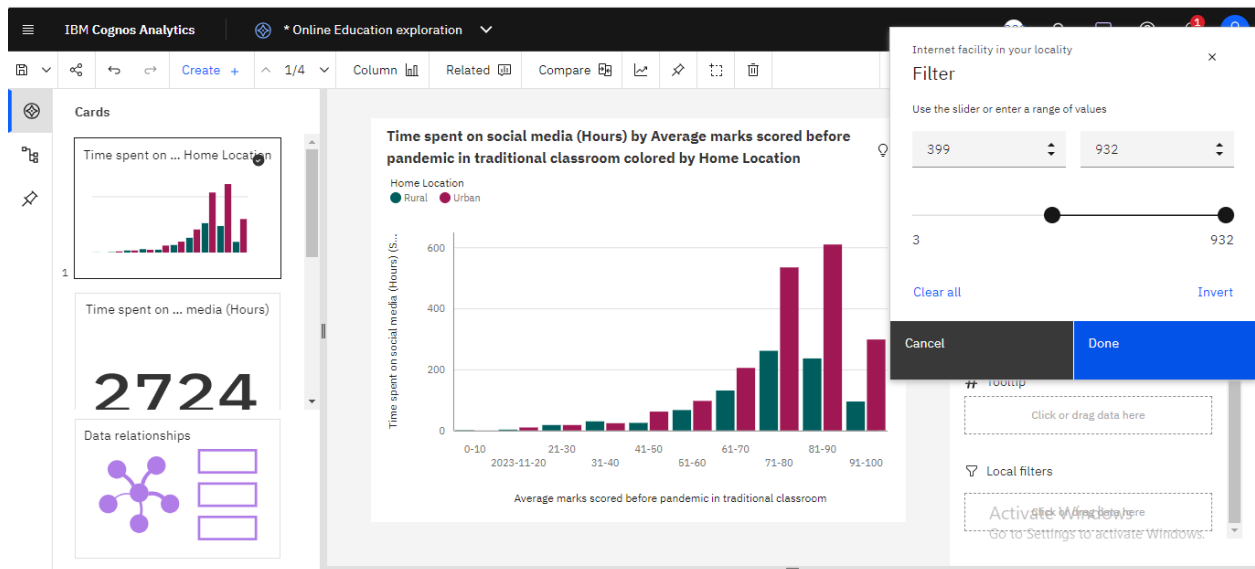 IBM Cognos Analytics
* Online Education exploration
1
Create +
1/4
Column
Related
Compare
Cards
Time spent on ... Home Location
1
Time spent on ... media (Hours)
2724
Data relationships
Time spent on social media (Hours) by Average marks scored before
pandemic in traditional classroom colored by Home Location
Home Location
Rural Urban
Time spent on social media (Hours) (S...
600
400
200
0
0-10 21-30 41-50 61-70 81-90
2023-11-20 31-40 51-60 71-80 91-100
Average marks scored before pandemic in traditional classroom
Internet facility in your locality
Filter
Use the slider or enter a range of values
399 932
3 932
Clear all Invert
Cancel Done
Tooltip
Click or drag data here
Local filters
Click or drag data here
Activate Windows
Go to Settings to activate Windows.